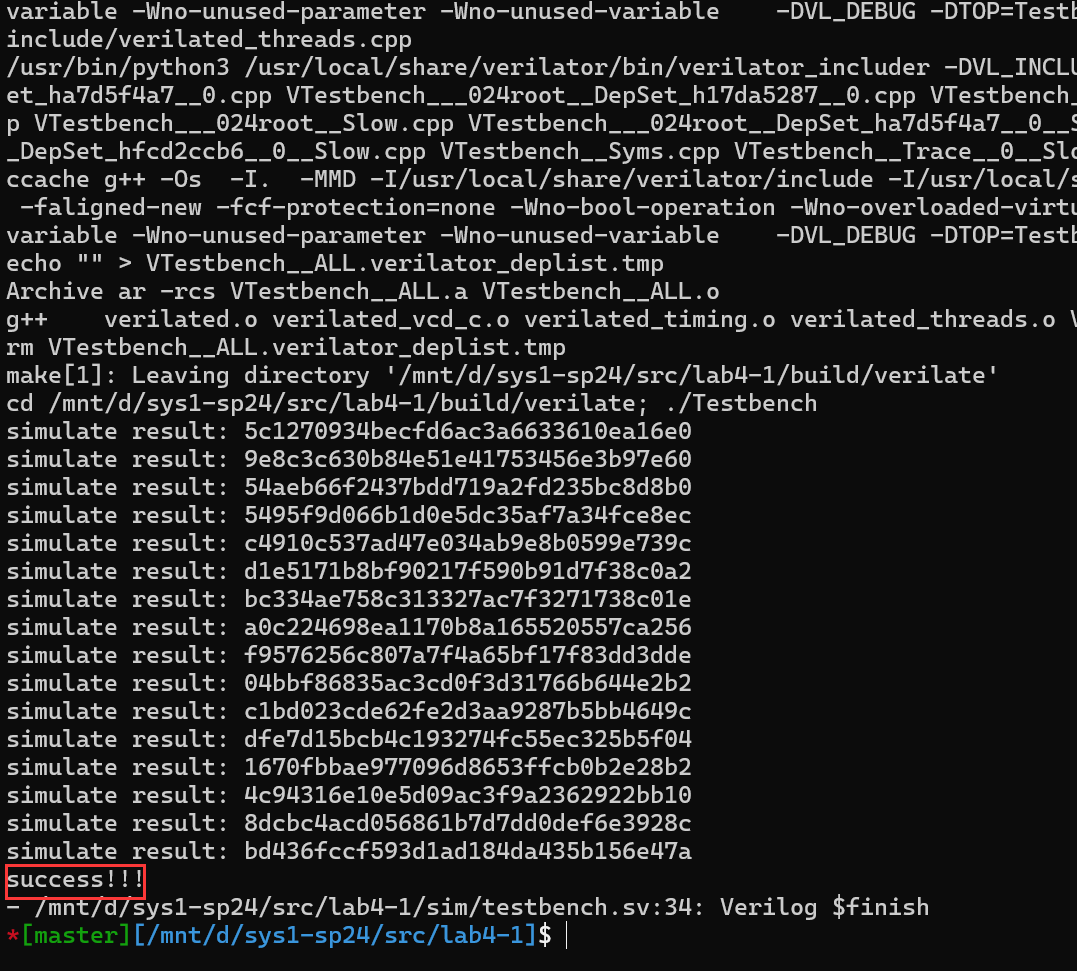 variable -Wno-unused-parameter -Wno-unused-variable    -DVL_DEBUG -DTOP=Testb
include/verilated_threads.cpp
/usr/bin/python3 /usr/local/share/verilator/bin/verilator_includer -DVL_INCLU
et_ha7d5f4a7__0.cpp VTestbench___024root__DepSet_h17da5287__0.cpp VTestbench_
p VTestbench___024root__Slow.cpp VTestbench___024root__DepSet_ha7d5f4a7__0__S
_DepSet_hfcd2ccb6__0__Slow.cpp VTestbench__Syms.cpp VTestbench__Trace__0__Slo
ccache g++ -Os  -I.  -MMD -I/usr/local/share/verilator/include -I/usr/local/s
 -faligned-new -fcf-protection=none -Wno-bool-operation -Wno-overloaded-virtu
variable -Wno-unused-parameter -Wno-unused-variable    -DVL_DEBUG -DTOP=Testb
echo "" > VTestbench__ALL.verilator_deplist.tmp
Archive ar -rcs VTestbench__ALL.a VTestbench__ALL.o
g++    verilated.o verilated_vcd_c.o verilated_timing.o verilated_threads.o V
rm VTestbench__ALL.verilator_deplist.tmp
make[1]: Leaving directory '/mnt/d/sys1-sp24/src/lab4-1/build/verilate'
cd /mnt/d/sys1-sp24/src/lab4-1/build/verilate; ./Testbench
simulate result: 5c1270934becfd6ac3a6633610ea16e0
simulate result: 9e8c3c630b84e51e41753456e3b97e60
simulate result: 54aeb66f2437bdd719a2fd235bc8d8b0
simulate result: 5495f9d066b1d0e5dc35af7a34fce8ec
simulate result: c4910c537ad47e034ab9e8b0599e739c
simulate result: d1e5171b8bf90217f590b91d7f38c0a2
simulate result: bc334ae758c313327ac7f3271738c01e
simulate result: a0c224698ea1170b8a165520557ca256
simulate result: f9576256c807a7f4a65bf17f83dd3dde
simulate result: 04bbf86835ac3cd0f3d31766b644e2b2
simulate result: c1bd023cde62fe2d3aa9287b5bb4649c
simulate result: dfe7d15bcb4c193274fc55ec325b5f04
simulate result: 1670fbbae977096d8653ffcb0b2e28b2
simulate result: 4c94316e10e5d09ac3f9a2362922bb10
simulate result: 8dcbc4acd056861b7d7dd0def6e3928c
simulate result: bd436fccf593d1ad184da435b156e47a
success!!!
- /mnt/d/sys1-sp24/src/lab4-1/sim/testbench.sv:34: Verilog $finish
*[master][/mnt/d/sys1-sp24/src/lab4-1]$